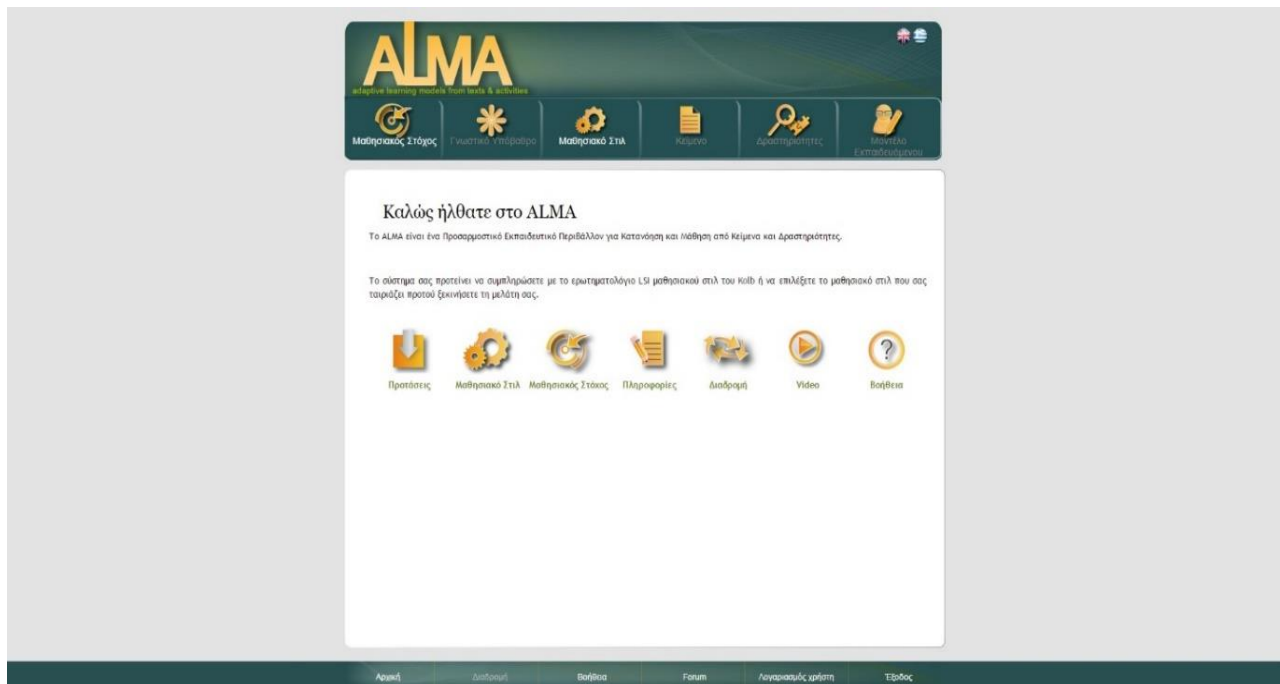 ALMA
adaptive learning models from texts & activities
Μαθησιακός Στόχος
Γνωστικό Υπόβαθρο
Μαθησιακό Στιλ
Κείμενο
Δραστηριότητες
Μοντέλο
Εκπαιδευόμενου
Καλώς ήλθατε στο ALMA
Το ALMA είναι ένα Προσαρμοστικό Εκπαιδευτικό Περιβάλλον για Κατανόηση και Μάθηση από Κείμενα και Δραστηριότητες.
Το σύστημα σας προτείνει να συμπληρώσετε με το ερωτηματολόγιο LSI μαθησιακού στιλ του Kolb ή να επιλέξετε το μαθησιακό στιλ που σας
ταιριάζει προτού ξεκινήσετε τη μελέτη σας.
Προτάσεις
Μαθησιακό Στιλ
Μαθησιακός Στόχος
Πληροφορίες
Διαδρομή
Video
Βοήθεια
Αρχική
Διαδρομή
Βοήθεια
Forum
Λογαριασμός χρήστη
Έξοδος